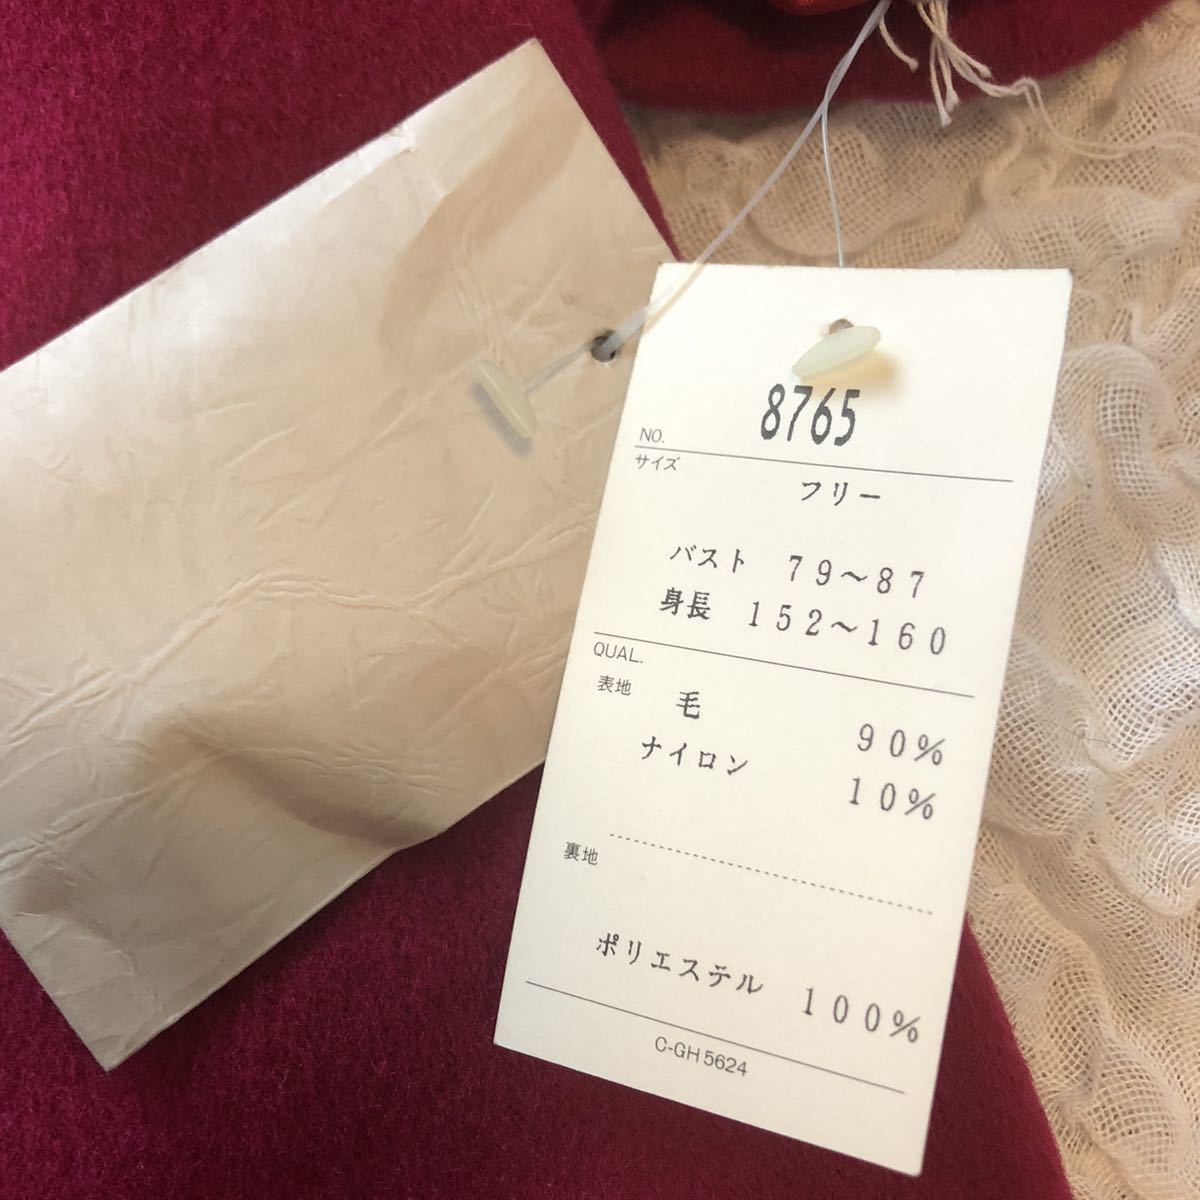 8765
NO.
サイズ
フリー
バスト 79～87
身長 152～160
QUAL.
表地 毛 90%
ナイロン 10%
裏地
ポリエステル 100%
C-GH5624